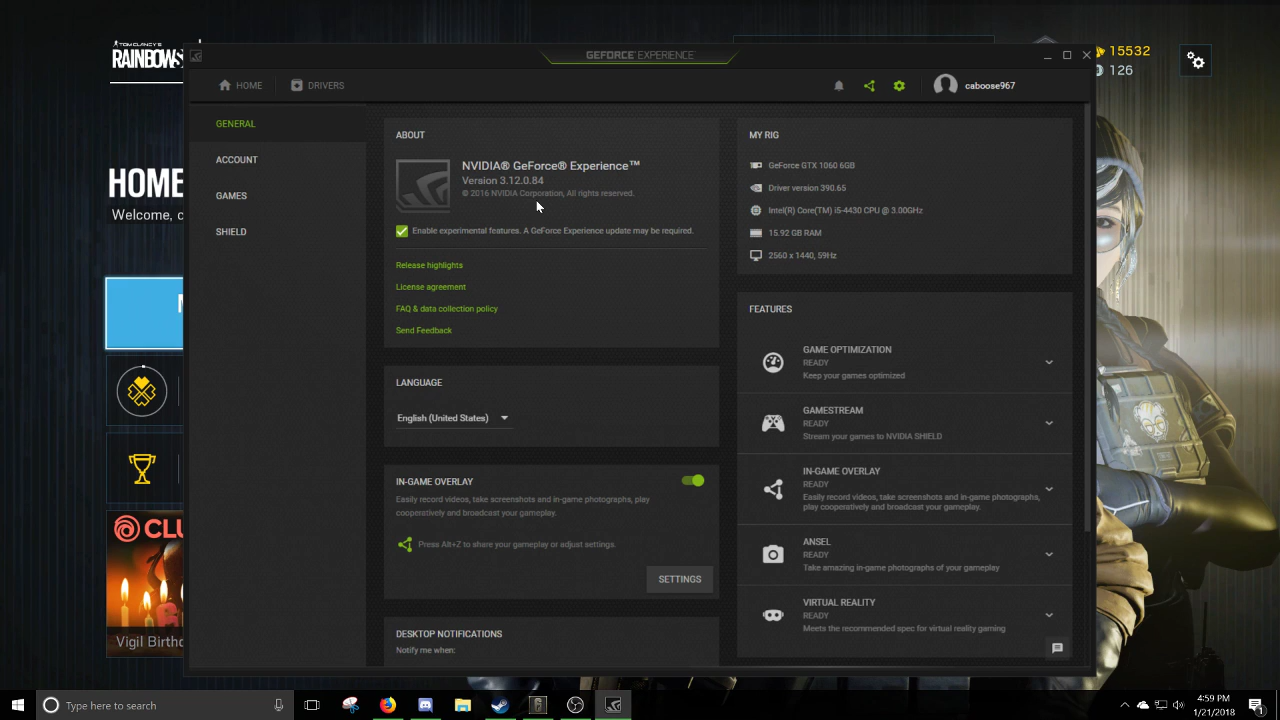 TOM CLANCY'S
RAINBOW
15532
126
GEFORCE EXPERIENCE
HOME
DRIVERS
caboose967
GENERAL
ACCOUNT
GAMES
SHIELD
HOME
Welcome, c
ABOUT
NVIDIA® GeForce® Experience™
Version 3.12.0.84
© 2016 NVIDIA Corporation, All rights reserved.
Enable experimental features. A GeForce Experience update may be required.
Release highlights
License agreement
FAQ & data collection policy
Send Feedback
LANGUAGE
English (United States)
IN-GAME OVERLAY
Easily record videos, take screenshots and in-game photographs, play
cooperatively and broadcast your gameplay.
Press Alt+Z to share your gameplay or adjust settings.
SETTINGS
DESKTOP NOTIFICATIONS
Notify me when:
MY RIG
GeForce GTX 1060 6GB
Driver version 390.65
Intel(R) Core(TM) i5-4430 CPU @ 3.00GHz
15.92 GB RAM
2560 x 1440, 59Hz
FEATURES
GAME OPTIMIZATION
READY
Keep your games optimized
GAMESTREAM
READY
Stream your games to NVIDIA SHIELD
IN-GAME OVERLAY
READY
Easily record videos, take screenshots and in-game photographs,
play cooperatively and broadcast your gameplay.
ANSEL
READY
Take amazing in-game photographs of your gameplay
VIRTUAL REALITY
READY
Meets the recommended spec for virtual reality gaming
CLU
Vigil Birth
Type here to search
4:59 PM
1/21/2018
1